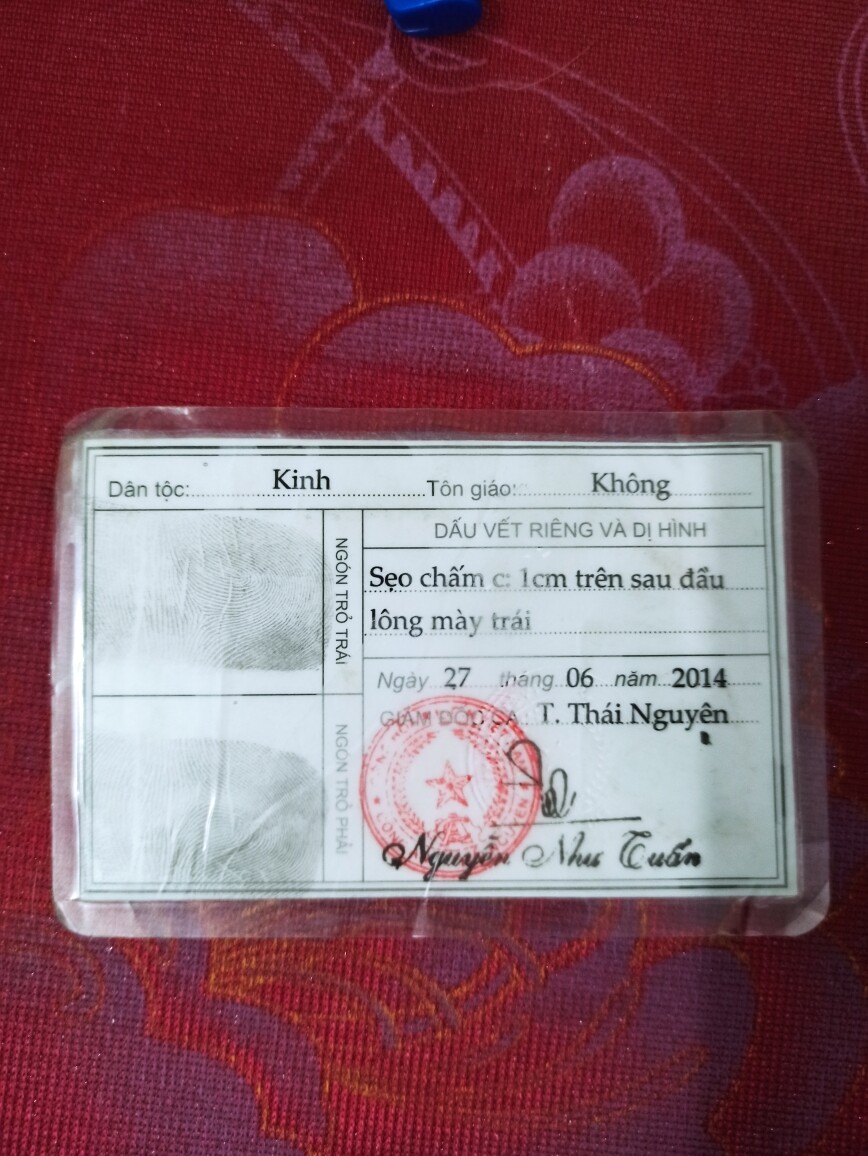 Dân tộc: Kinh Tôn giáo: Không
NGÓN TRỎ TRÁI
DẤU VẾT RIÊNG VÀ DỊ HÌNH
Sẹo chấm c: 1cm trên sau đầu
lông mày trái
Ngày 27 tháng 06 năm 2014
NGÓN TRỎ PHẢI
GIÁM ĐỐC CA: T. Thái Nguyên
Nguyễn Như Tuấn